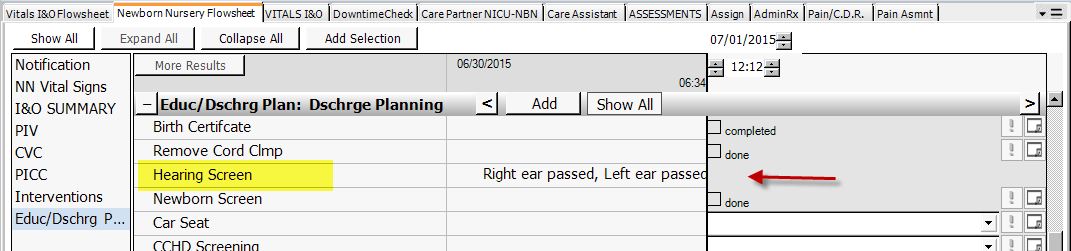 Vitals I&O Flowsheet Newborn Nursery Flowsheet VITALS I&O DowntimeCheck Care Partner NICU-NBN Care Assistant ASSESSMENTS Assign AdminRx Pain/C.D.R. Pain Asmnt
Show All Expand All Collapse All Add Selection 07/01/2015
Notification More Results 06/30/2015 12:12
NN Vital Signs 06:34
I&O SUMMARY Educ/Dschrg Plan: Dschrge Planning < Add Show All >
PIV Birth Certifcate completed
CVC Remove Cord Clmp done
PICC Hearing Screen Right ear passed, Left ear passed
Interventions Newborn Screen done
Educ/Dschrg P... Car Seat
CCHD Screening